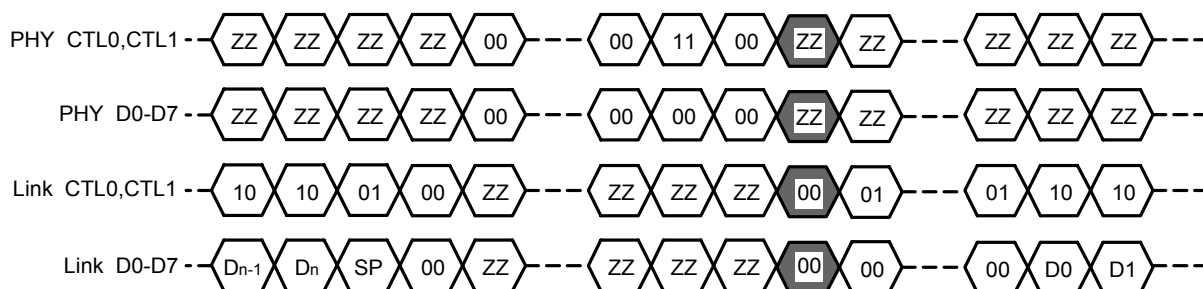 PHY CTL0,CTL1 ZZ ZZ ZZ ZZ 00 00 11 00 ZZ ZZ ZZ ZZ ZZ
PHY D0-D7 ZZ ZZ ZZ ZZ 00 00 00 00 ZZ ZZ ZZ ZZ ZZ
Link CTL0,CTL1 10 10 01 00 ZZ ZZ ZZ ZZ 00 01 01 10 10
Link D0-D7 Dn-1 Dn SP 00 ZZ ZZ ZZ ZZ 00 00 00 D0 D1